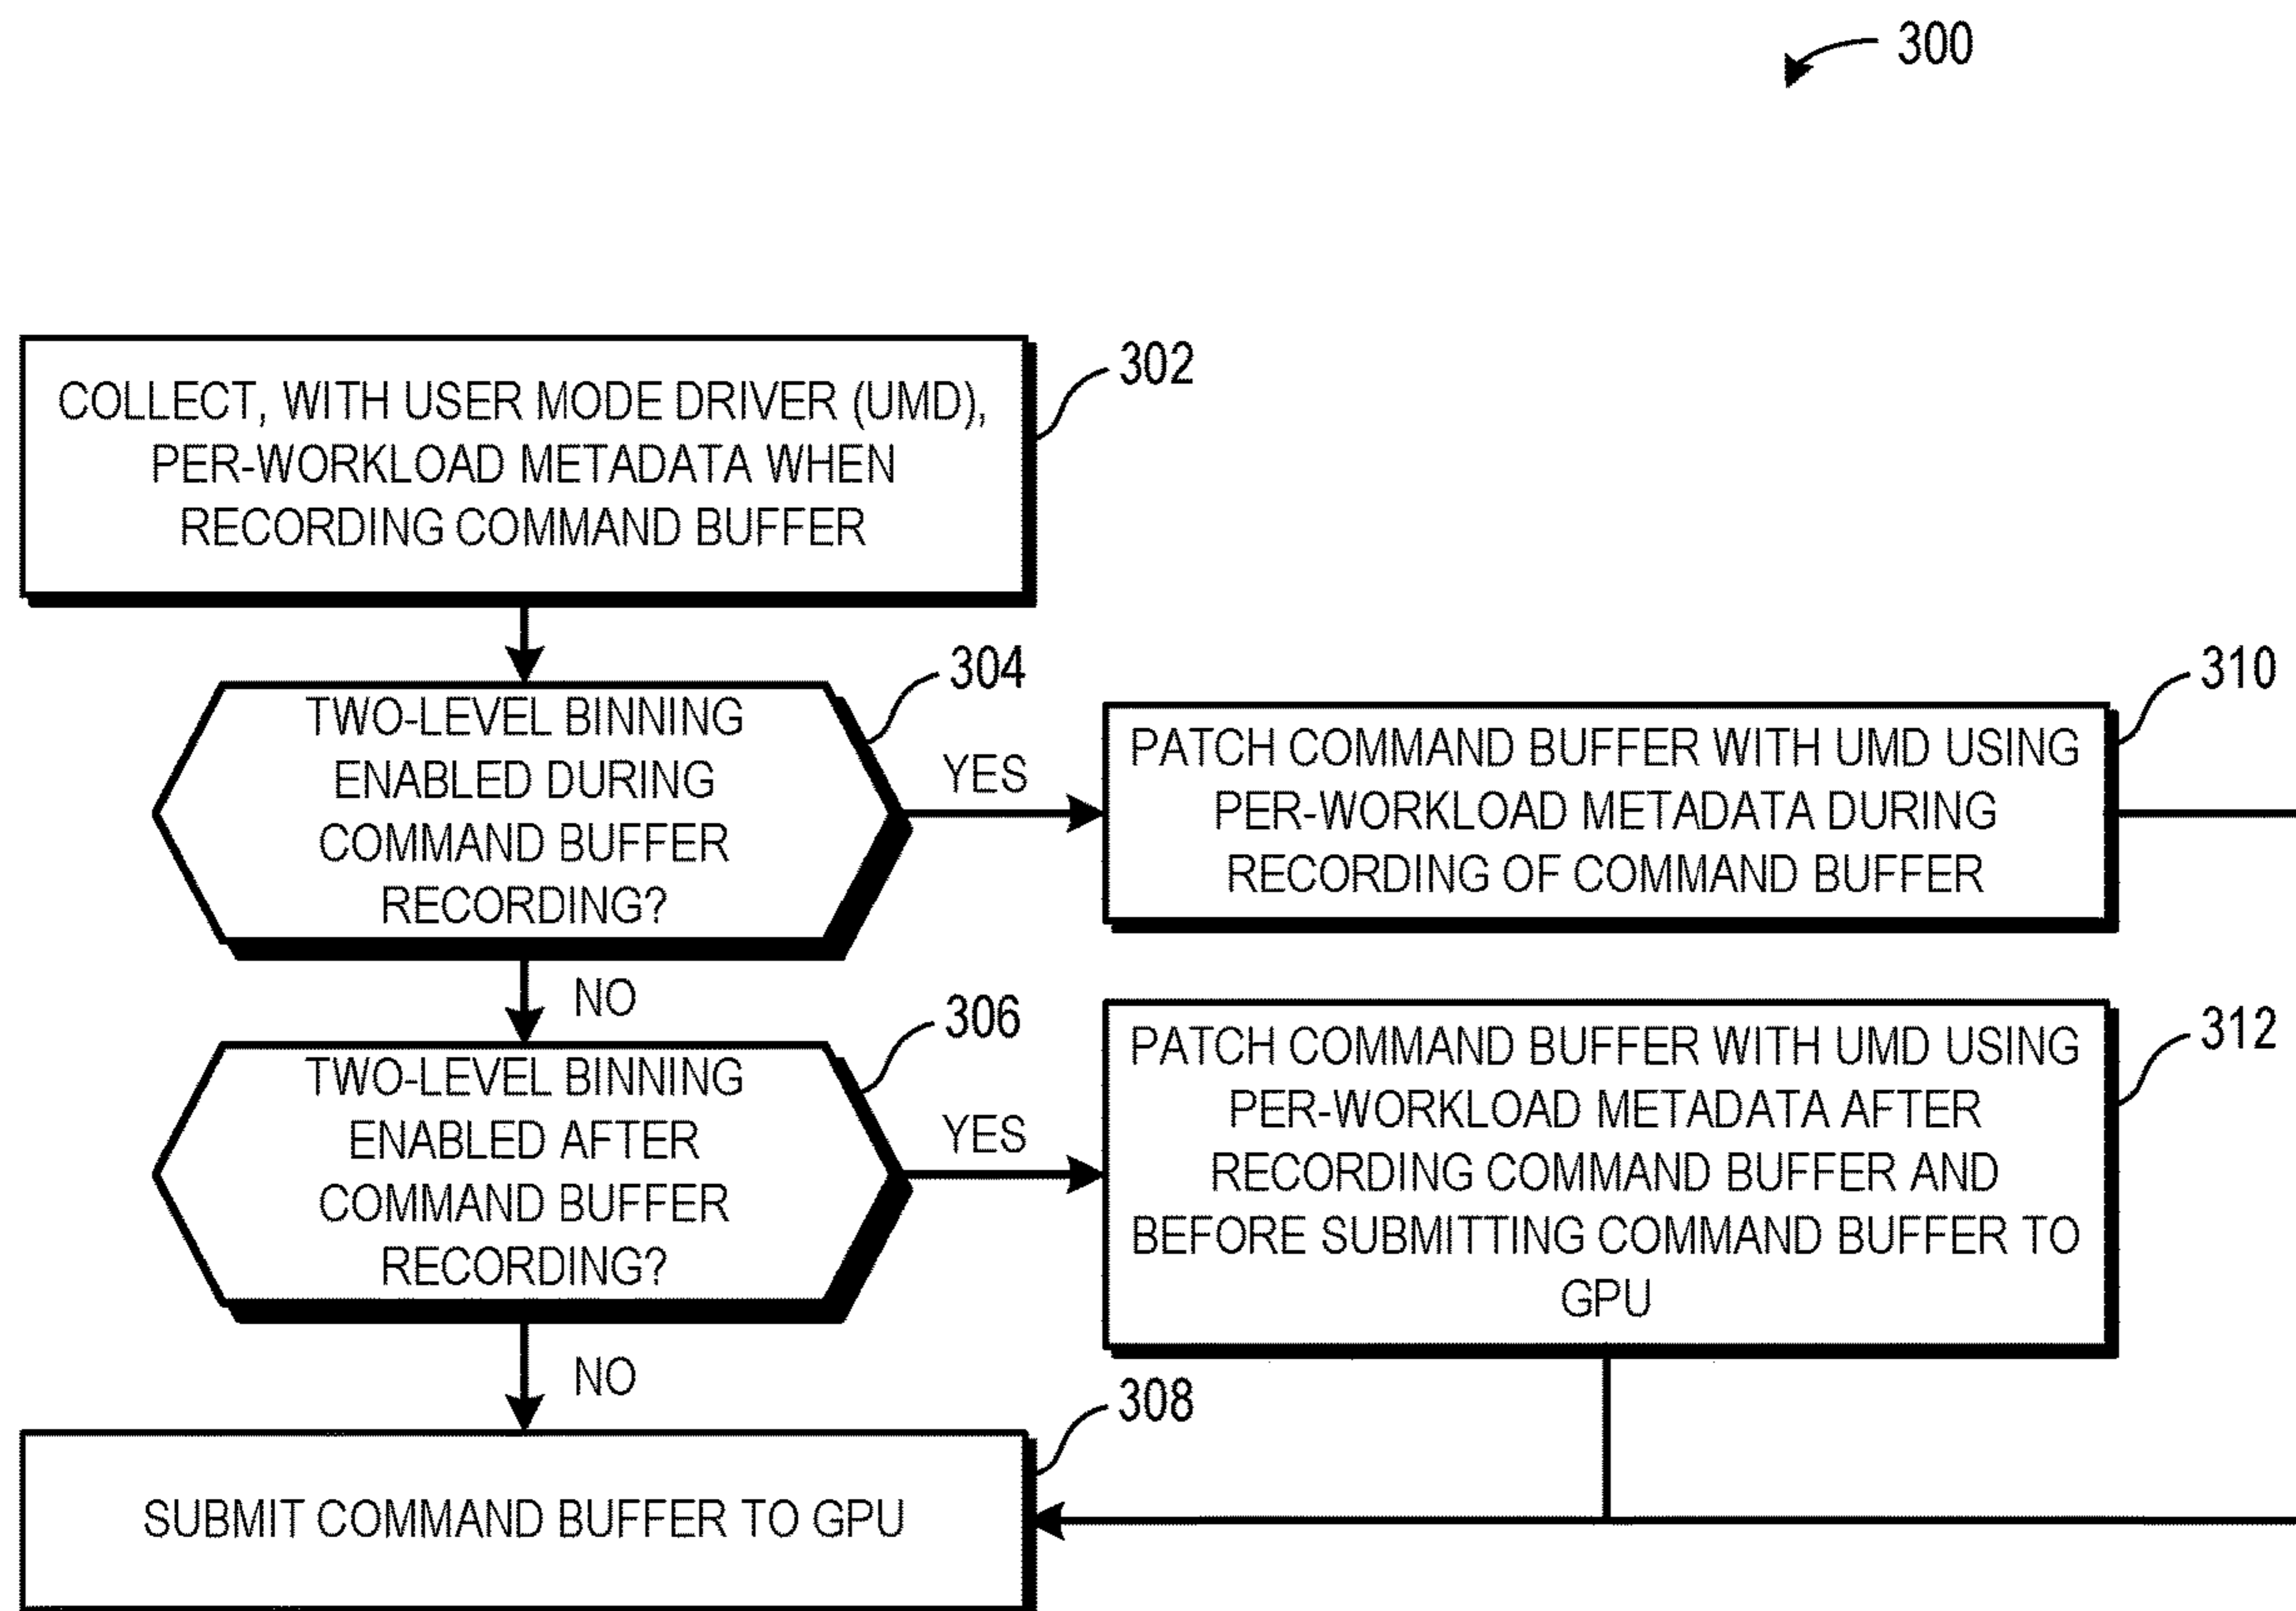 300
COLLECT, WITH USER MODE DRIVER (UMD),
PER-WORKLOAD METADATA WHEN
RECORDING COMMAND BUFFER
302
TWO-LEVEL BINNING
ENABLED DURING
COMMAND BUFFER
RECORDING?
304
YES
PATCH COMMAND BUFFER WITH UMD USING
PER-WORKLOAD METADATA DURING
RECORDING OF COMMAND BUFFER
310
NO
TWO-LEVEL BINNING
ENABLED AFTER
COMMAND BUFFER
RECORDING?
306
YES
PATCH COMMAND BUFFER WITH UMD USING
PER-WORKLOAD METADATA AFTER
RECORDING COMMAND BUFFER AND
BEFORE SUBMITTING COMMAND BUFFER TO
GPU
312
NO
SUBMIT COMMAND BUFFER TO GPU
308